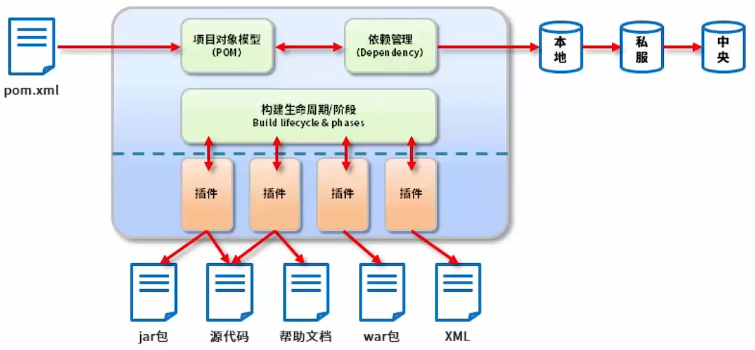 pom.xml
项目对象模型
（POM）
依赖管理
（Dependency）
本
地
私
服
中
央
构建生命周期/阶段
Build lifecycle & phases
插件
插件
插件
插件
jar包
源代码
帮助文档
war包
XML